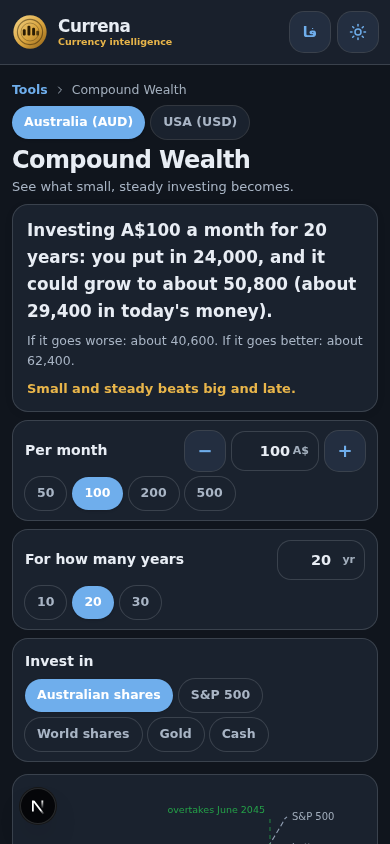 Currena
Currency intelligence
فا
Tools > Compound Wealth
Australia (AUD) USA (USD)
Compound Wealth
See what small, steady investing becomes.
Investing A$100 a month for 20
years: you put in 24,000, and it
could grow to about 50,800 (about
29,400 in today's money).
If it goes worse: about 40,600. If it goes better: about
62,400.
Small and steady beats big and late.
Per month − 100 A$ +
50 100 200 500
For how many years 20 yr
10 20 30
Invest in
Australian shares S&P 500
World shares Gold Cash
N
overtakes June 2045
S&P 500